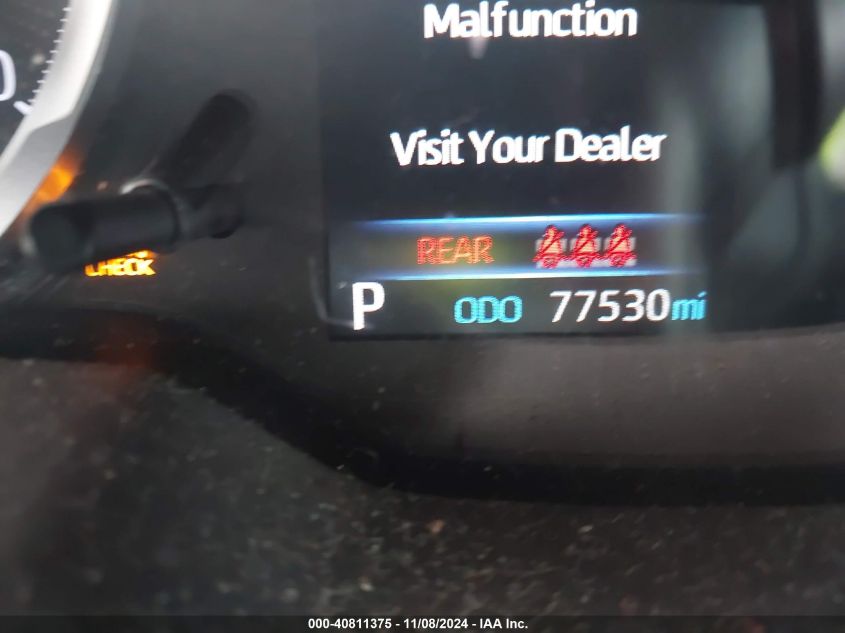 Malfunction
Visit Your Dealer
REAR
CHECK
P ODO 77530mi
000-40811375 - 11/08/2024 - IAA Inc.